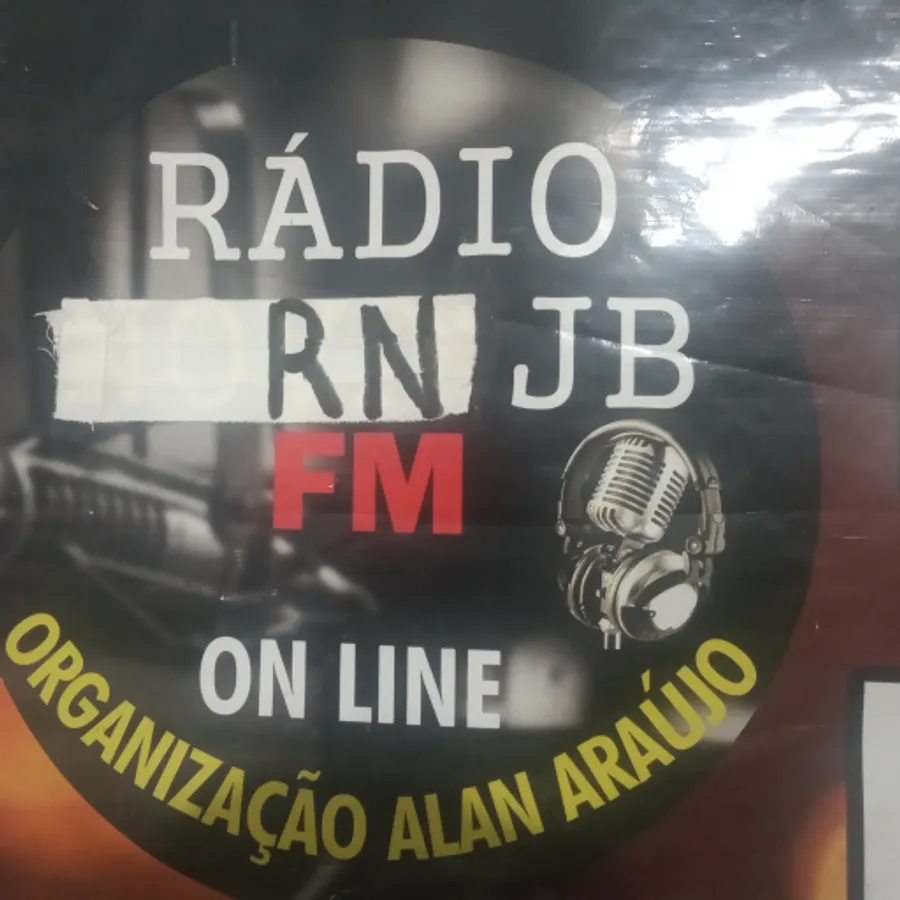 RÁDIO
RN JB
FM
ON LINE
ORGANIZAÇÃO ALAN ARAÚJO